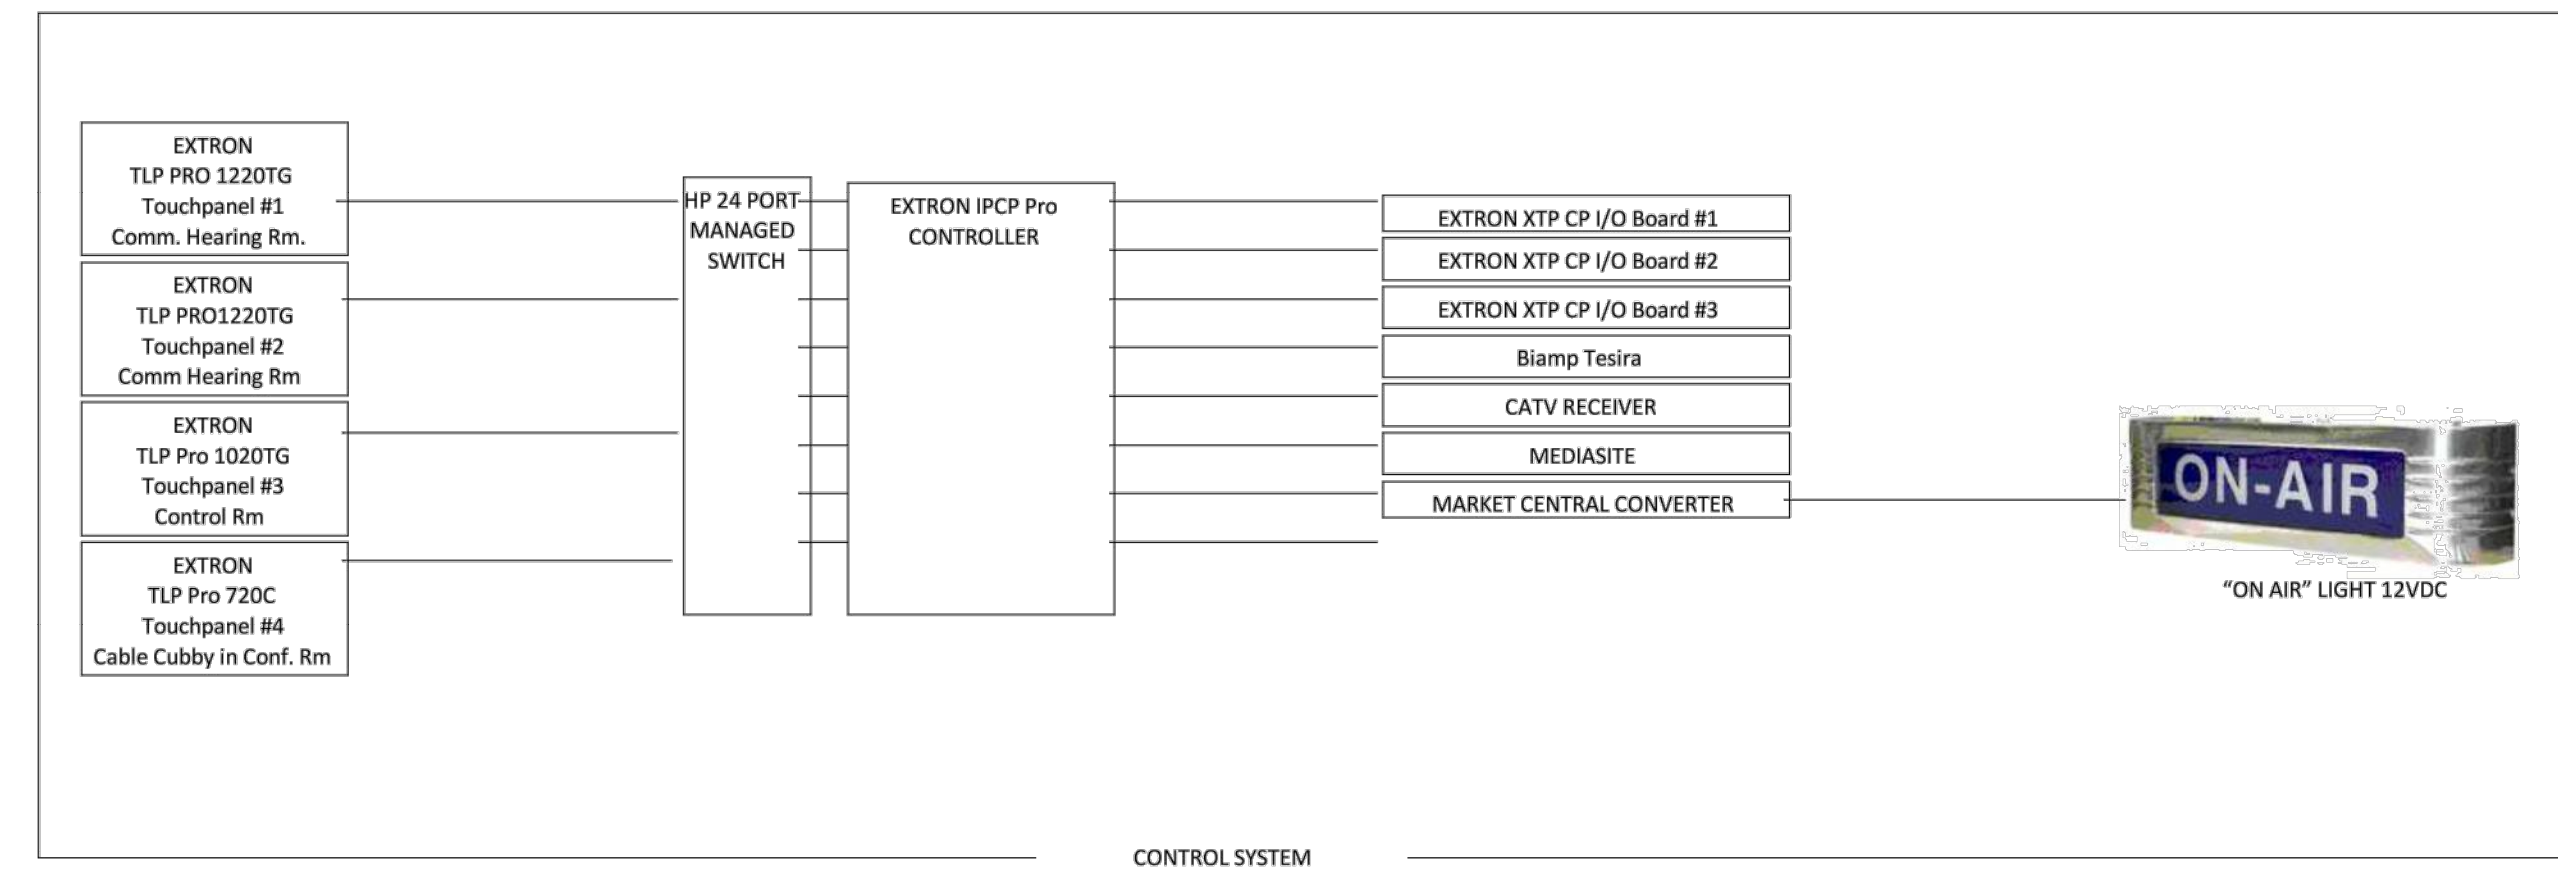 EXTRON
TLP PRO 1220TG
Touchpanel #1
Comm. Hearing Rm.
EXTRON
TLP PRO1220TG
Touchpanel #2
Comm Hearing Rm
EXTRON
TLP Pro 1020TG
Touchpanel #3
Control Rm
EXTRON
TLP Pro 720C
Touchpanel #4
Cable Cubby in Conf. Rm
HP 24 PORT
MANAGED
SWITCH
EXTRON IPCP Pro
CONTROLLER
EXTRON XTP CP I/O Board #1
EXTRON XTP CP I/O Board #2
EXTRON XTP CP I/O Board #3
Biamp Tesira
CATV RECEIVER
MEDIASITE
MARKET CENTRAL CONVERTER
ON-AIR
“ON AIR” LIGHT 12VDC
CONTROL SYSTEM